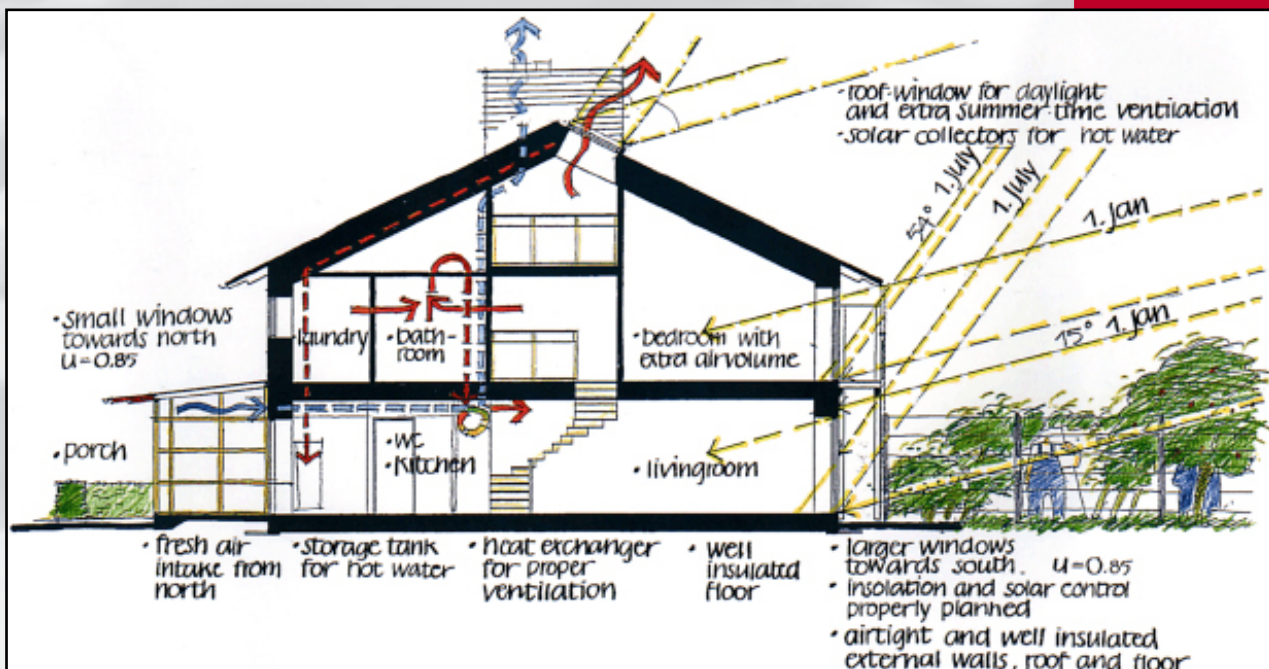 • roof window for daylight
and extra summer time ventilation
- solar collectors for hot water
54° 1. July
1. July
1. Jan
15° 1. Jan
• small windows
towards north
u = 0.85
• laundry
• bath-
room
• bedroom with
extra airvolume
• porch
• WC
• Kitchen
• livingroom
• fresh air
intake from
north
• storage tank
for hot water
• heat exchanger
for proper
ventilation
• well
insulated
floor
• larger windows
towards south. u = 0.85
• insolation and solar control
properly planned
• airtight and well insulated
external walls, roof and floor